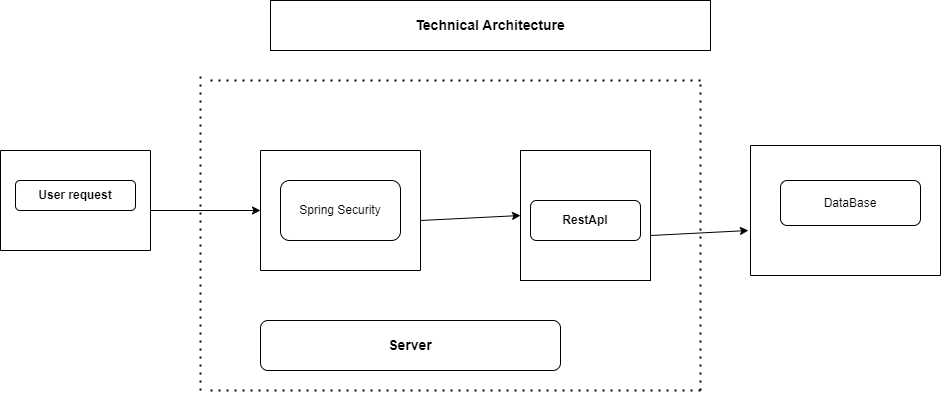 Technical Architecture
User request
Spring Security
RestApI
DataBase
Server